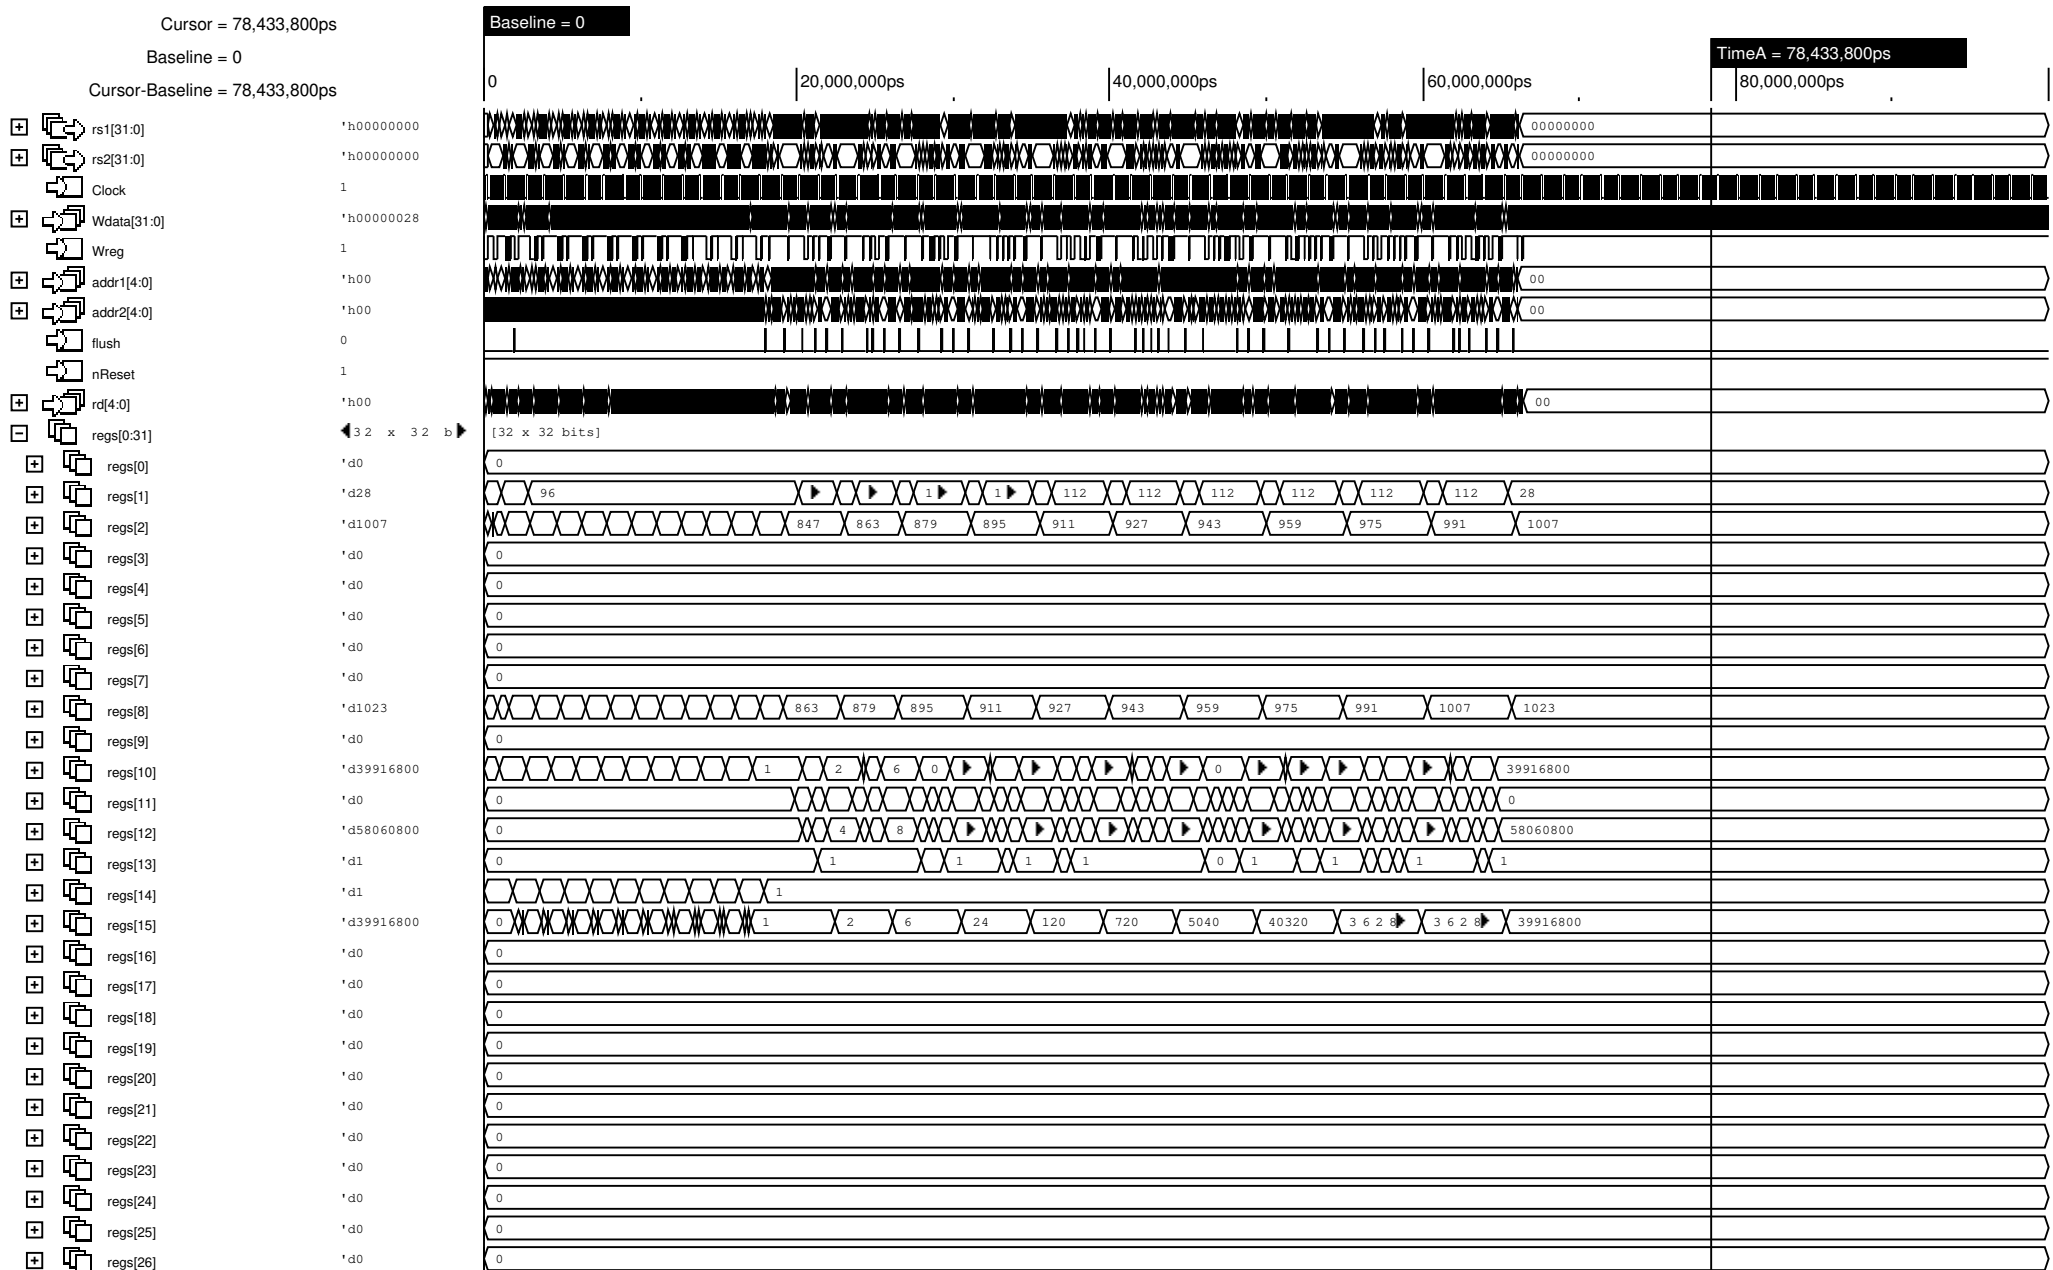 Cursor = 78,433,800ps
Baseline = 0
Cursor-Baseline = 78,433,800ps
Baseline = 0
TimeA = 78,433,800ps
0 20,000,000ps 40,000,000ps 60,000,000ps 80,000,000ps
rs1[31:0] 'h00000000 00000000
rs2[31:0] 'h00000000 00000000
Clock 1
Wdata[31:0] 'h00000028
Wreg 1
addr1[4:0] 'h00 00
addr2[4:0] 'h00 00
flush 0
nReset 1
rd[4:0] 'h00 00
regs[0:31] 32 x 32 b [32 x 32 bits]
regs[0] 'd0 0
regs[1] 'd28 96 1 1 112 112 112 112 112 112 28
regs[2] 'd1007 847 863 879 895 911 927 943 959 975 991 1007
regs[3] 'd0 0
regs[4] 'd0 0
regs[5] 'd0 0
regs[6] 'd0 0
regs[7] 'd0 0
regs[8] 'd1023 863 879 895 911 927 943 959 975 991 1007 1023
regs[9] 'd0 0
regs[10] 'd39916800 1 2 6 0 0 39916800
regs[11] 'd0 0 0
regs[12] 'd58060800 0 4 8 58060800
regs[13] 'd1 0 1 1 1 1 0 1 1 1 1
regs[14] 'd1 1
regs[15] 'd39916800 0 1 2 6 24 120 720 5040 40320 3628 3628 39916800
regs[16] 'd0 0
regs[17] 'd0 0
regs[18] 'd0 0
regs[19] 'd0 0
regs[20] 'd0 0
regs[21] 'd0 0
regs[22] 'd0 0
regs[23] 'd0 0
regs[24] 'd0 0
regs[25] 'd0 0
regs[26] 'd0 0